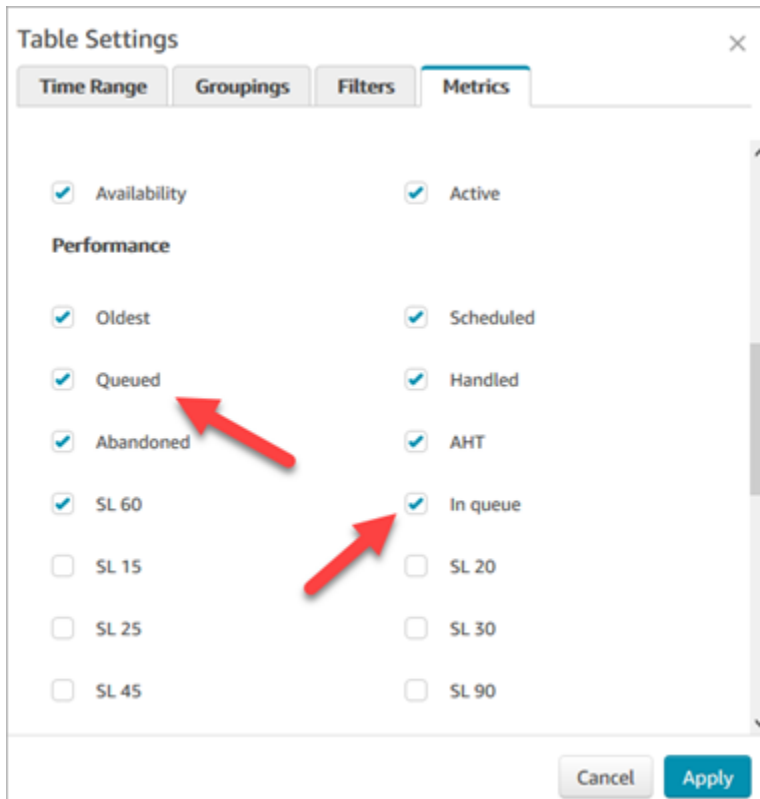 Table Settings
Time Range Groupings Filters Metrics
Availability Active
Performance
Oldest Scheduled
Queued Handled
Abandoned AHT
SL 60 In queue
SL 15 SL 20
SL 25 SL 30
SL 45 SL 90
Cancel Apply